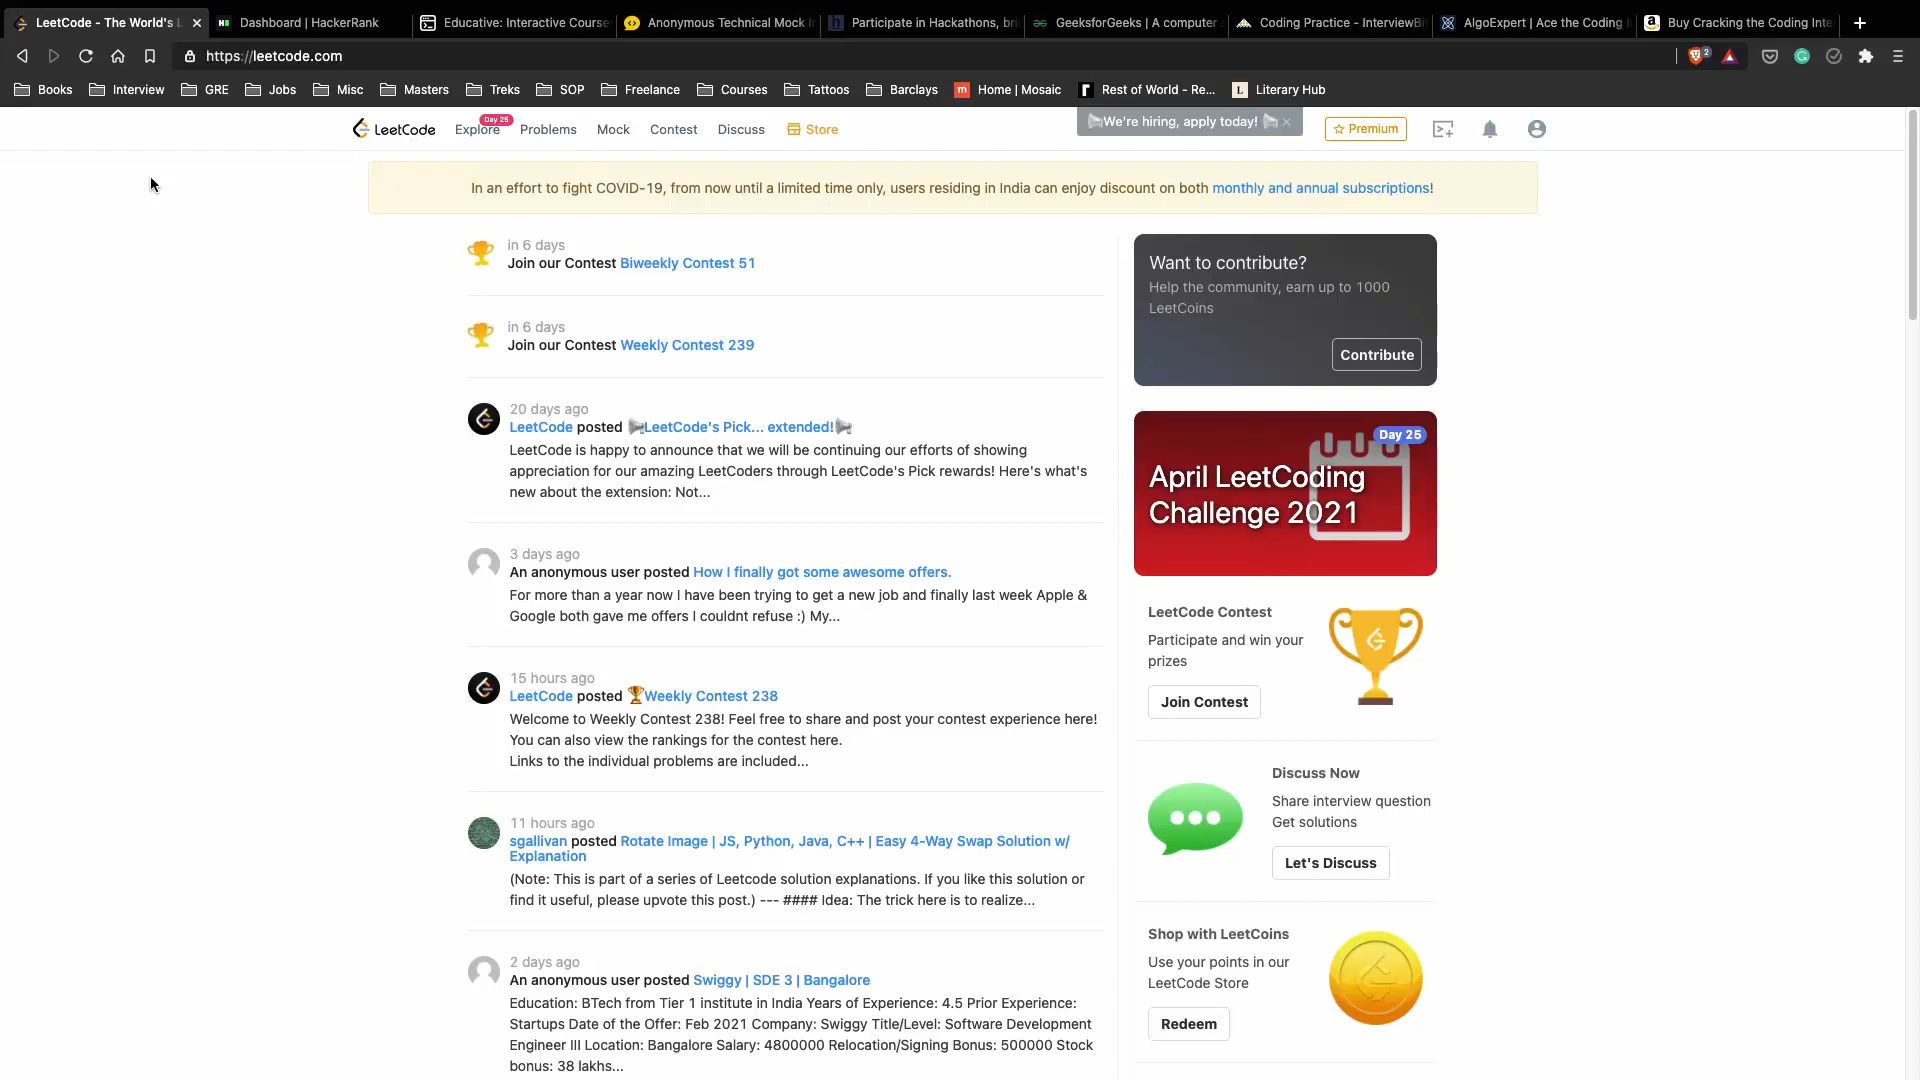 LeetCode - The World's L
Dashboard | HackerRank
Educative: Interactive Course
Anonymous Technical Mock I
Participate in Hackathons, bri
GeeksforGeeks | A computer
Coding Practice - InterviewBi
AlgoExpert | Ace the Coding I
Buy Cracking the Coding Inte
https://leetcode.com
2
Books
Interview
GRE
Jobs
Misc
Masters
Treks
SOP
Freelance
Courses
Tattoos
Barclays
Home | Mosaic
Rest of World - Re...
Literary Hub
LeetCode
Explore
Day 25
Problems
Mock
Contest
Discuss
Store
We're hiring, apply today!
Premium
In an effort to fight COVID-19, from now until a limited time only, users residing in India can enjoy discount on both monthly and annual subscriptions!
in 6 days
Join our Contest Biweekly Contest 51
in 6 days
Join our Contest Weekly Contest 239
20 days ago
LeetCode posted LeetCode's Pick... extended!
LeetCode is happy to announce that we will be continuing our efforts of showing
appreciation for our amazing LeetCoders through LeetCode's Pick rewards! Here's what's
new about the extension: Not...
3 days ago
An anonymous user posted How I finally got some awesome offers.
For more than a year now I have been trying to get a new job and finally last week Apple &
Google both gave me offers I couldnt refuse :) My...
15 hours ago
LeetCode posted 🏆Weekly Contest 238
Welcome to Weekly Contest 238! Feel free to share and post your contest experience here!
You can also view the rankings for the contest here.
Links to the individual problems are included...
11 hours ago
sgallivan posted Rotate Image | JS, Python, Java, C++ | Easy 4-Way Swap Solution w/
Explanation
(Note: This is part of a series of Leetcode solution explanations. If you like this solution or
find it useful, please upvote this post.) --- #### Idea: The trick here is to realize...
2 days ago
An anonymous user posted Swiggy | SDE 3 | Bangalore
Education: BTech from Tier 1 institute in India Years of Experience: 4.5 Prior Experience:
Startups Date of the Offer: Feb 2021 Company: Swiggy Title/Level: Software Development
Engineer III Location: Bangalore Salary: 4800000 Relocation/Signing Bonus: 500000 Stock
bonus: 38 lakhs...
Want to contribute?
Help the community, earn up to 1000
LeetCoins
Contribute
Day 25
April LeetCoding
Challenge 2021
LeetCode Contest
Participate and win your
prizes
Join Contest
Discuss Now
Share interview question
Get solutions
Let's Discuss
Shop with LeetCoins
Use your points in our
LeetCode Store
Redeem